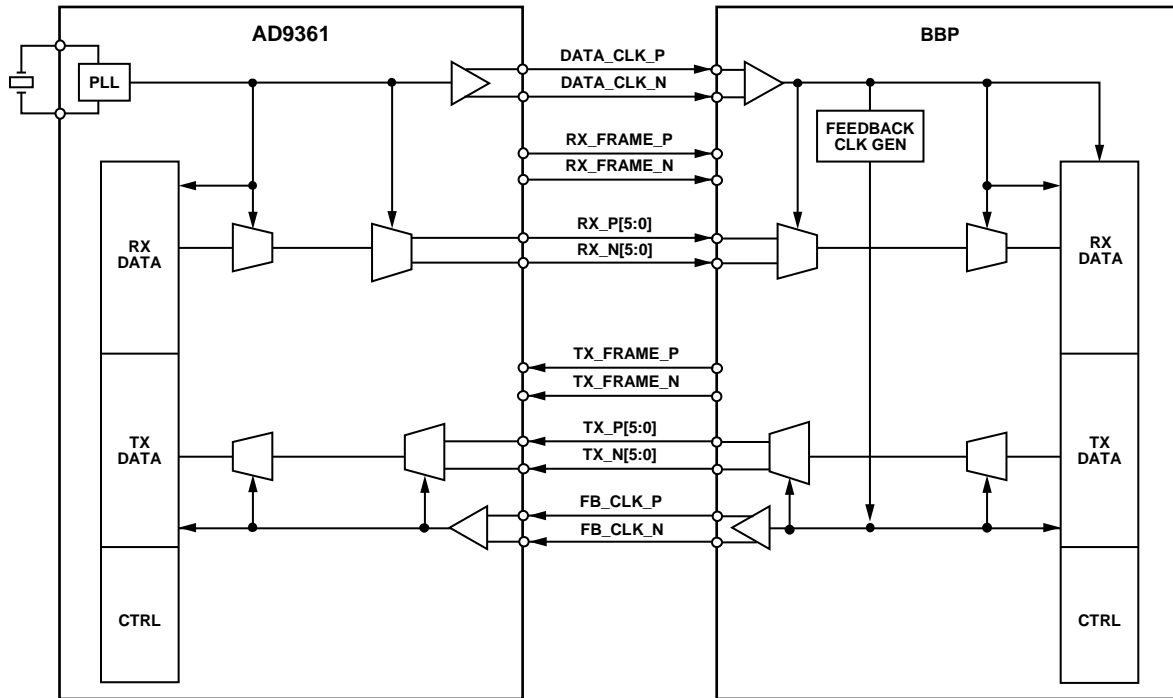 AD9361
BBP
PLL
DATA_CLK_P
DATA_CLK_N
FEEDBACK
CLK GEN
RX_FRAME_P
RX_FRAME_N
RX
DATA
RX_P[5:0]
RX_N[5:0]
RX
DATA
TX_FRAME_P
TX_FRAME_N
TX
DATA
TX_P[5:0]
TX_N[5:0]
TX
DATA
FB_CLK_P
FB_CLK_N
CTRL
CTRL